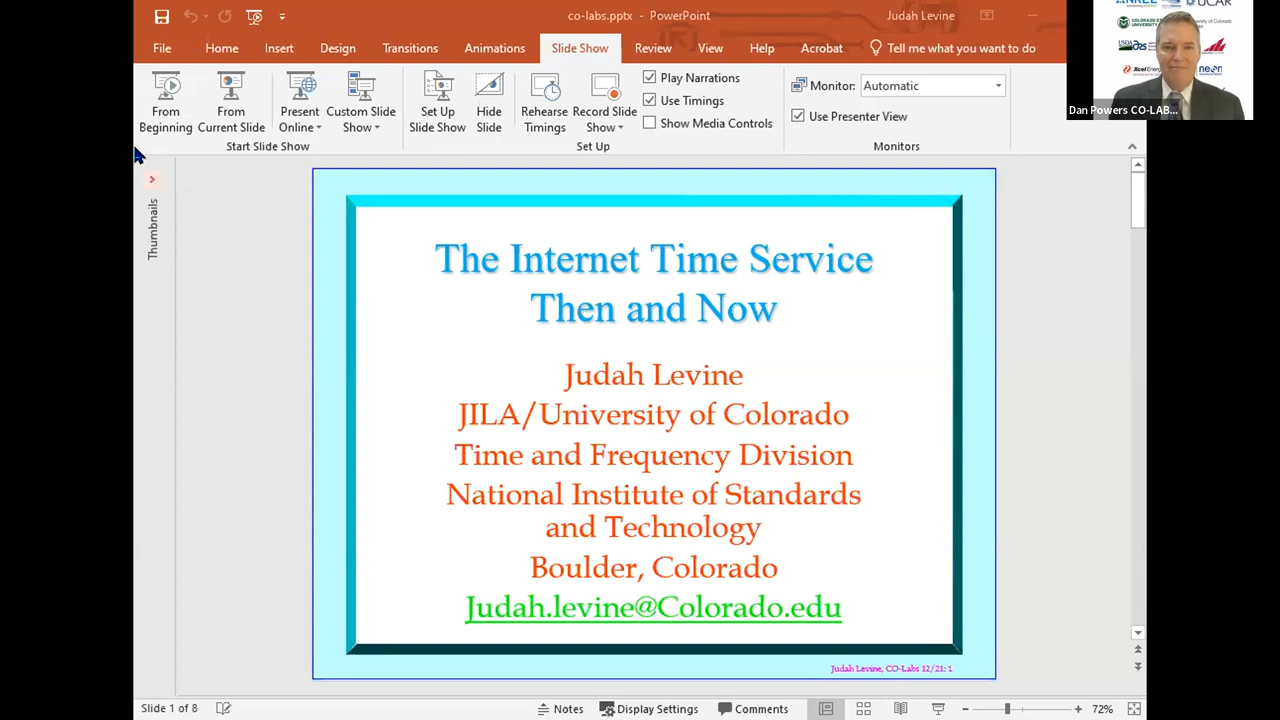 co-labs.pptx — PowerPoint
Judah Levine
File Home Insert Design Transitions Animations Slide Show Review View Help Acrobat Tell me what you want to do
From Beginning
From Current Slide
Present Online
Custom Slide Show
Set Up Slide Show
Hide Slide
Rehearse Timings
Record Slide Show
Play Narrations
Use Timings
Show Media Controls
Monitor: Automatic
Use Presenter View
Start Slide Show
Set Up
Monitors
UCAR
USDA
Xcel Energy
neon
Dan Powers CO-LAB...
Thumbnails
The Internet Time Service
Then and Now
Judah Levine
JILA/University of Colorado
Time and Frequency Division
National Institute of Standards
and Technology
Boulder, Colorado
Judah.levine@Colorado.edu
Judah Levine, CO-Labs 12/21: 1
Slide 1 of 8
Notes
Display Settings
Comments
72%